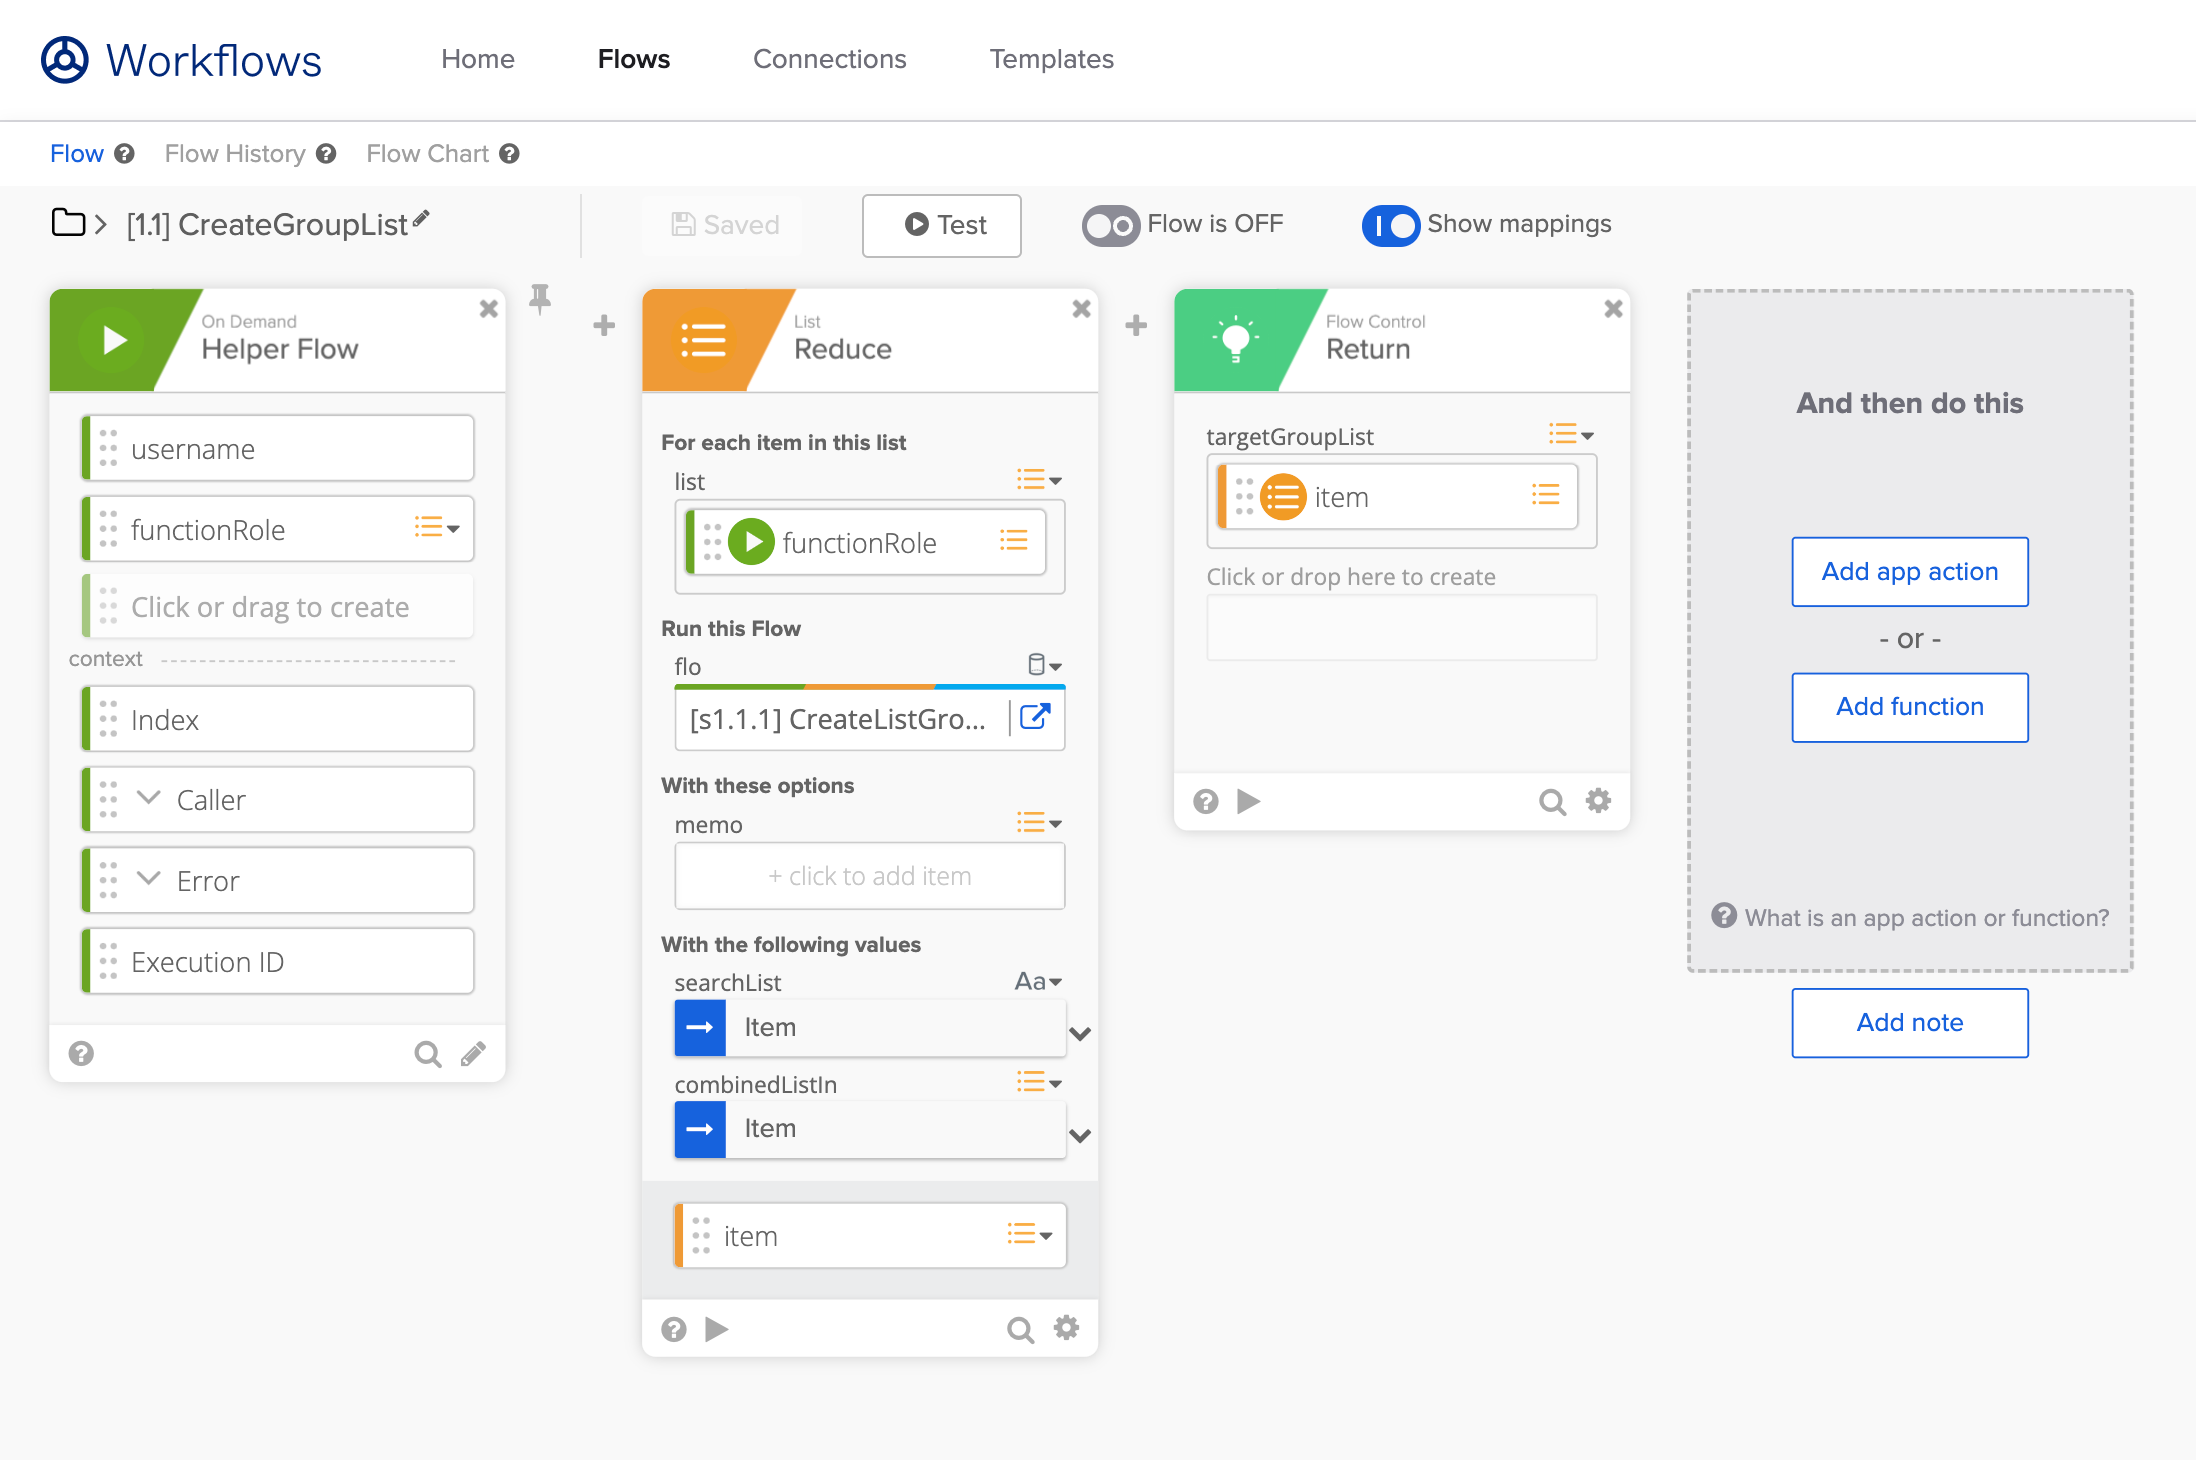 Workflows
Home
Flows
Connections
Templates
Flow
Flow History
Flow Chart
[1.1] CreateGroupList
Saved
Test
Flow is OFF
Show mappings
On Demand
Helper Flow
username
functionRole
Click or drag to create
context
Index
Caller
Error
Execution ID
List
Reduce
For each item in this list
list
functionRole
Run this Flow
flo
[s1.1.1] CreateListGro...
With these options
memo
+ click to add item
With the following values
searchList
Aa
Item
combinedListIn
Item
item
Flow Control
Return
targetGroupList
item
Click or drop here to create
And then do this
Add app action
- or -
Add function
What is an app action or function?
Add note